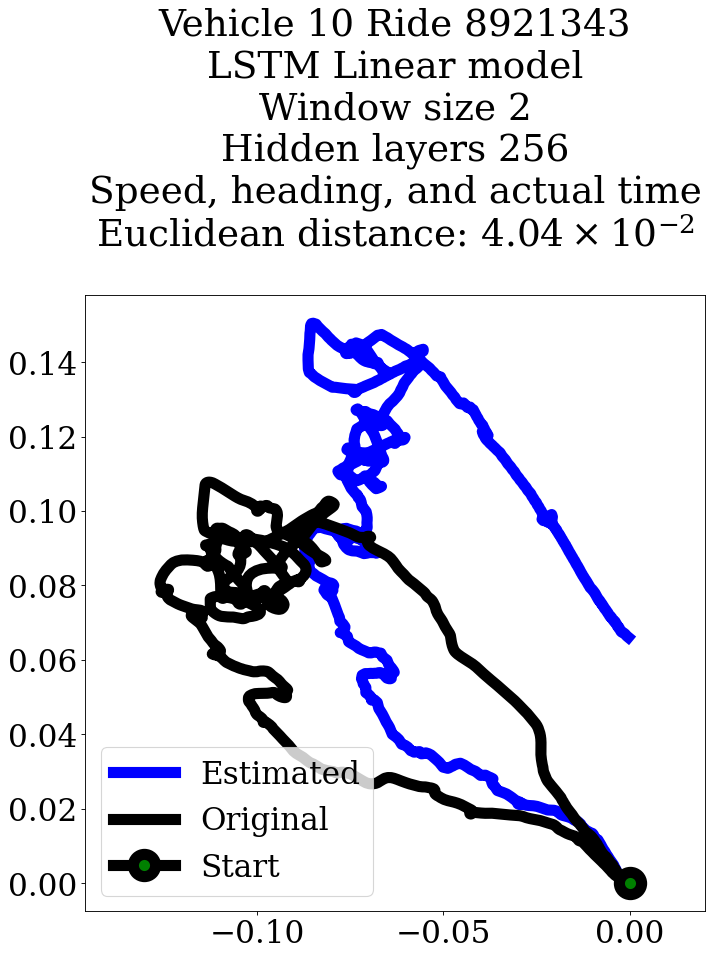 Vehicle 10 Ride 8921343
LSTM Linear model
Window size 2
Hidden layers 256
Speed, heading, and actual time
Euclidean distance: 4.04 × 10⁻²
0.14
0.12
0.10
0.08
0.06
0.04
0.02
0.00
Estimated
Original
Start
−0.10 −0.05 0.00